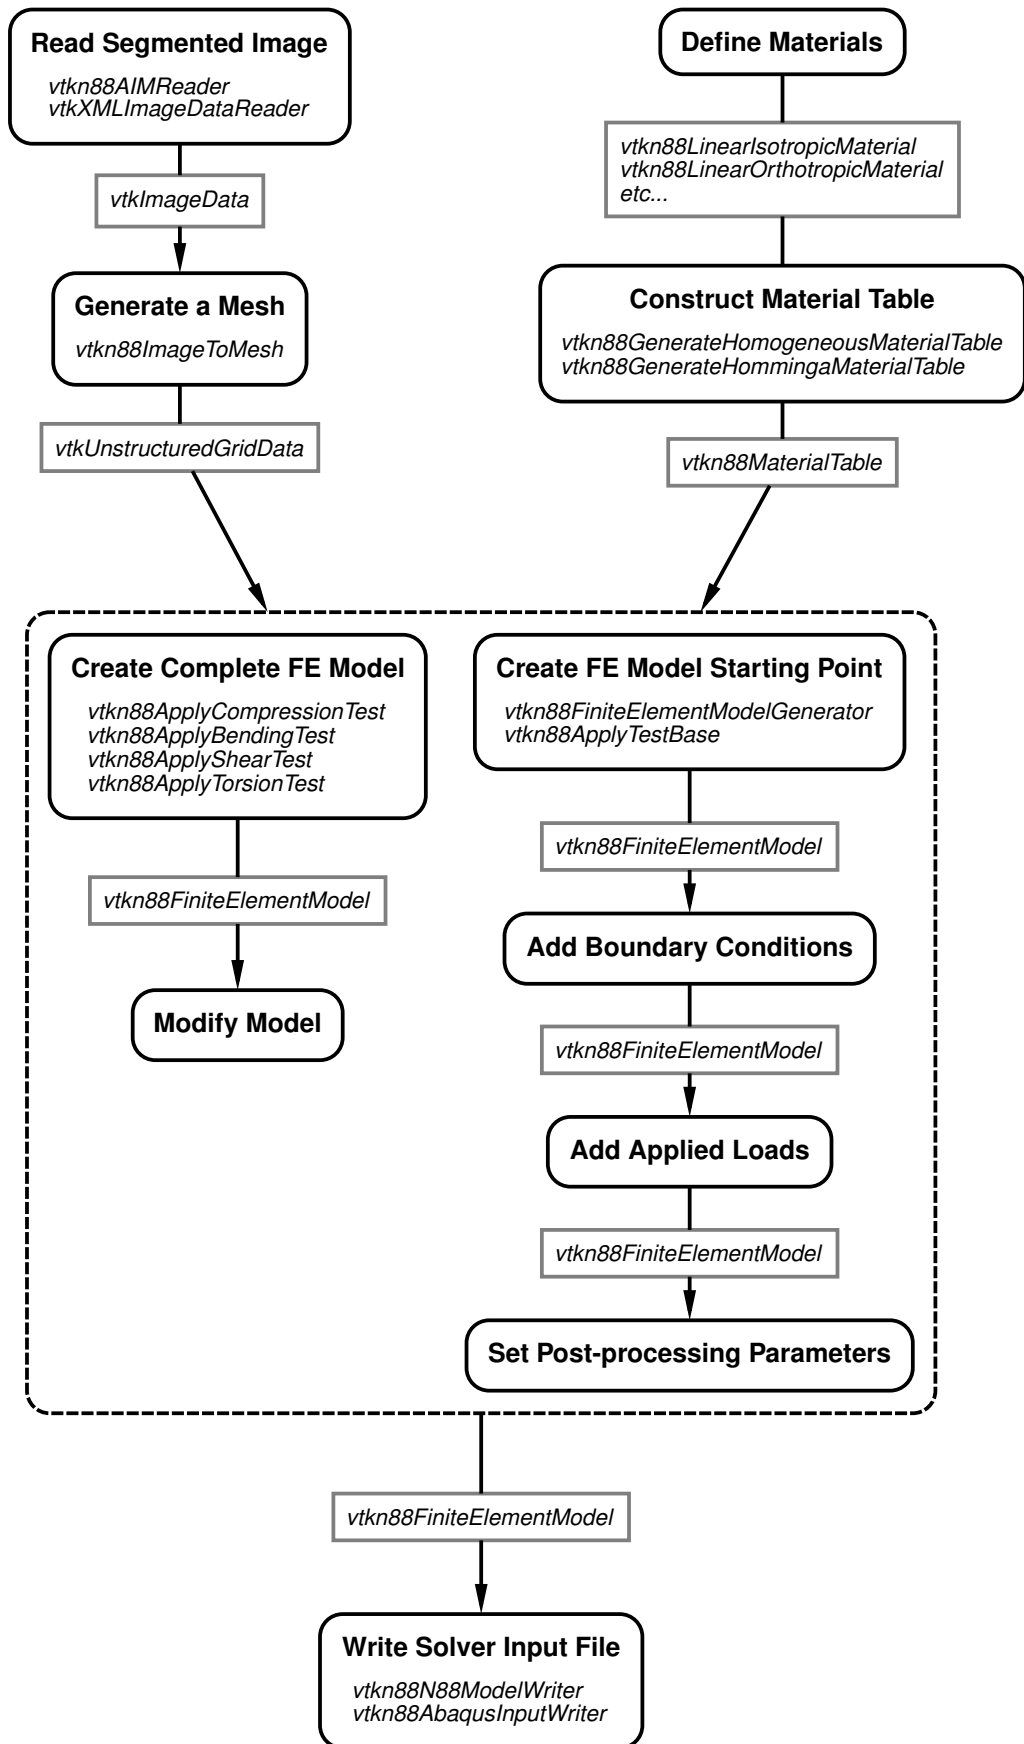 Read Segmented Image
vtkn88AIMReader
vtkXMLImageDataReader
vtkImageData
Generate a Mesh
vtkn88ImageToMesh
vtkUnstructuredGridData
Define Materials
vtkn88LinearIsotropicMaterial
vtkn88LinearOrthotropicMaterial
etc...
Construct Material Table
vtkn88GenerateHomogeneousMaterialTable
vtkn88GenerateHommingaMaterialTable
vtkn88MaterialTable
Create Complete FE Model
vtkn88ApplyCompressionTest
vtkn88ApplyBendingTest
vtkn88ApplyShearTest
vtkn88ApplyTorsionTest
vtkn88FiniteElementModel
Modify Model
Create FE Model Starting Point
vtkn88FiniteElementModelGenerator
vtkn88ApplyTestBase
vtkn88FiniteElementModel
Add Boundary Conditions
vtkn88FiniteElementModel
Add Applied Loads
vtkn88FiniteElementModel
Set Post-processing Parameters
vtkn88FiniteElementModel
Write Solver Input File
vtkn88N88ModelWriter
vtkn88AbaqusInputWriter